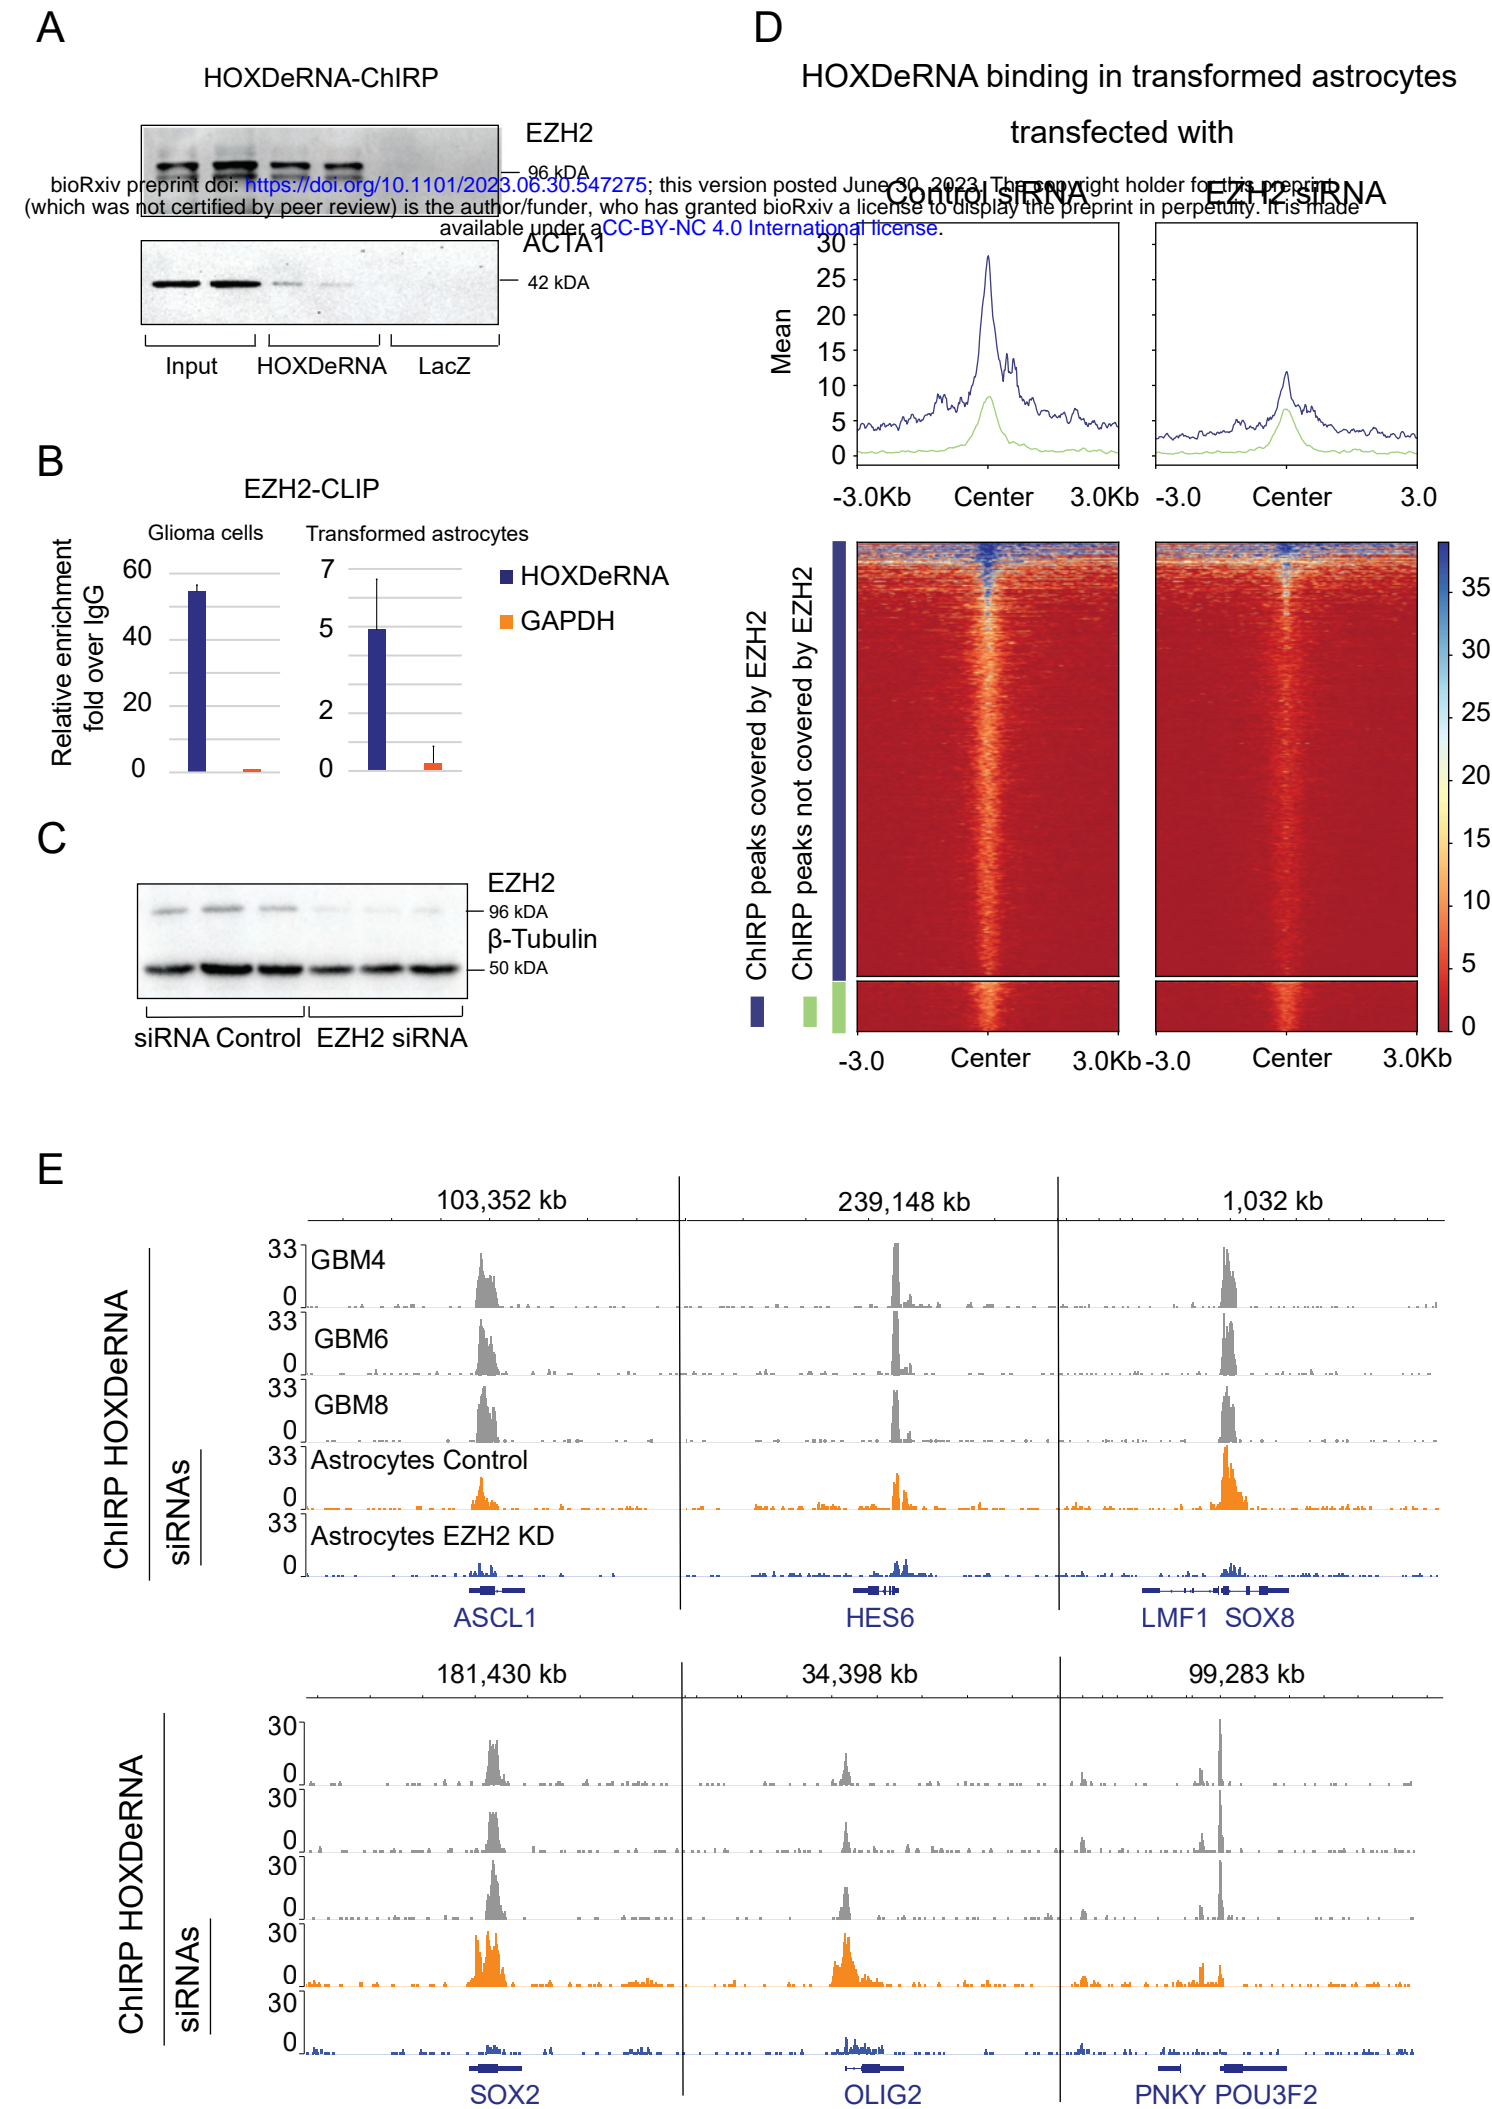 A
HOXDeRNA-ChIRP
EZH2
96 kDA
bioRxiv preprint doi: https://doi.org/10.1101/2023.06.30.547275; this version posted June 30, 2023. The copyright holder for this preprint
(which was not certified by peer review) is the author/funder, who has granted bioRxiv a license to display the preprint in perpetuity. It is made
available under aCC-BY-NC 4.0 International license.
ACTA1
42 kDA
Input HOXDeRNA LacZ
B
EZH2-CLIP
Glioma cells Transformed astrocytes
Relative enrichment
fold over IgG
60
40
20
0
7
5
2
0
HOXDeRNA
GAPDH
C
EZH2
96 kDA
β-Tubulin
50 kDA
siRNA Control EZH2 siRNA
D
HOXDeRNA binding in transformed astrocytes
transfected with
Control siRNA EZH2 siRNA
Mean
30
25
20
15
10
5
0
-3.0Kb Center 3.0Kb -3.0 Center 3.0
ChIRP peaks covered by EZH2
ChIRP peaks not covered by EZH2
35
30
25
20
15
10
5
0
-3.0 Center 3.0Kb -3.0 Center 3.0Kb
E
103,352 kb 239,148 kb 1,032 kb
ChIRP HOXDeRNA
siRNAs
33
0
GBM4
33
0
GBM6
33
0
GBM8
33
0
Astrocytes Control
33
0
Astrocytes EZH2 KD
ASCL1 HES6 LMF1 SOX8
181,430 kb 34,398 kb 99,283 kb
ChIRP HOXDeRNA
siRNAs
30
0
30
0
30
0
30
0
30
0
SOX2 OLIG2 PNKY POU3F2